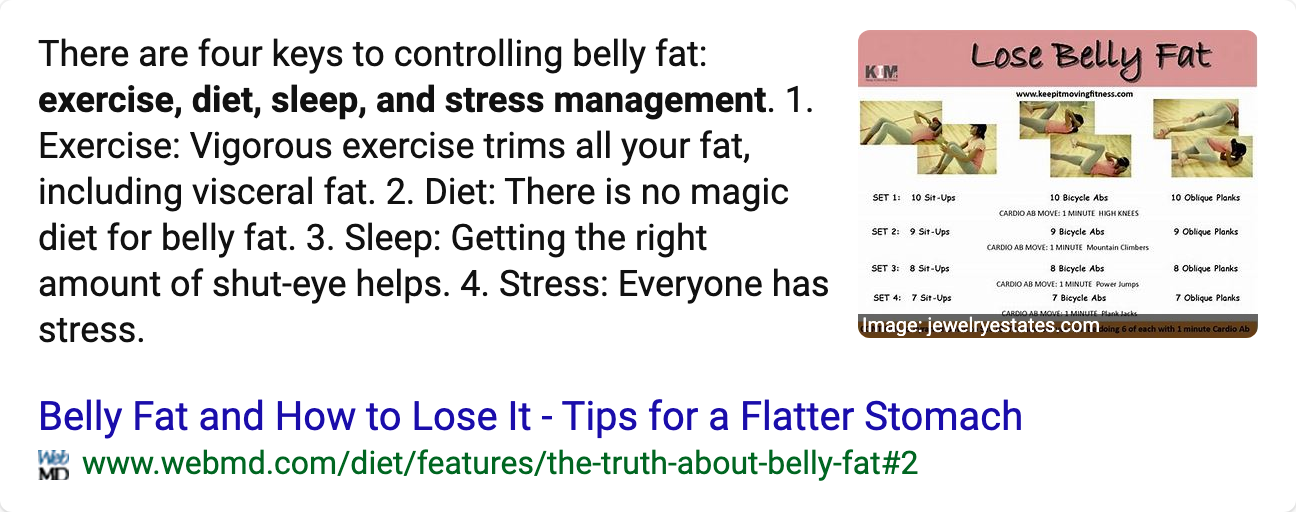 There are four keys to controlling belly fat:
exercise, diet, sleep, and stress management. 1.
Exercise: Vigorous exercise trims all your fat,
including visceral fat. 2. Diet: There is no magic
diet for belly fat. 3. Sleep: Getting the right
amount of shut-eye helps. 4. Stress: Everyone has
stress.
Lose Belly Fat
KIM
www.keepitmovingfitness.com
SET 1: 10 Sit-Ups 10 Bicycle Abs 10 Oblique Planks
CARDIO AB MOVE: 1 MINUTE HIGH KNEES
SET 2: 9 Sit-Ups 9 Bicycle Abs 9 Oblique Planks
CARDIO AB MOVE: 1 MINUTE Mountain Climbers
SET 3: 8 Sit-Ups 8 Bicycle Abs 8 Oblique Planks
CARDIO AB MOVE: 1 MINUTE Power Jumps
SET 4: 7 Sit-Ups 7 Bicycle Abs 7 Oblique Planks
CARDIO AB MOVE: 1 MINUTE Plank Jacks
Image: jewelryestates.com
doing 6 of each with 1 minute Cardio Ab
Belly Fat and How to Lose It - Tips for a Flatter Stomach
Web
MD
www.webmd.com/diet/features/the-truth-about-belly-fat#2